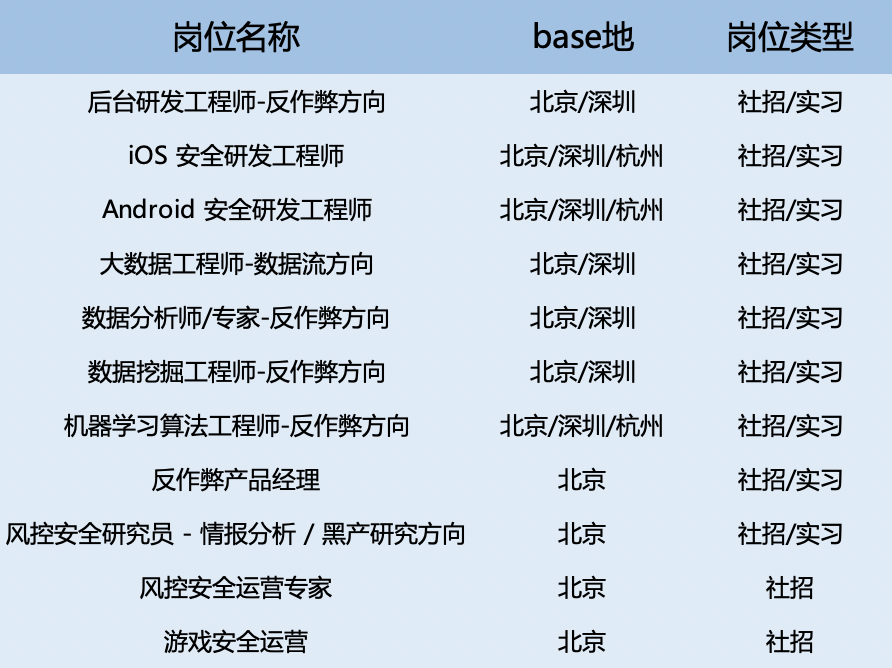 岗位名称 base地 岗位类型
后台研发工程师-反作弊方向 北京/深圳 社招/实习
iOS 安全研发工程师 北京/深圳/杭州 社招/实习
Android 安全研发工程师 北京/深圳/杭州 社招/实习
大数据工程师-数据流方向 北京/深圳 社招/实习
数据分析师/专家-反作弊方向 北京/深圳 社招/实习
数据挖掘工程师-反作弊方向 北京/深圳 社招/实习
机器学习算法工程师-反作弊方向 北京/深圳/杭州 社招/实习
反作弊产品经理 北京 社招/实习
风控安全研究员 - 情报分析 / 黑产研究方向 北京 社招/实习
风控安全运营专家 北京 社招
游戏安全运营 北京 社招